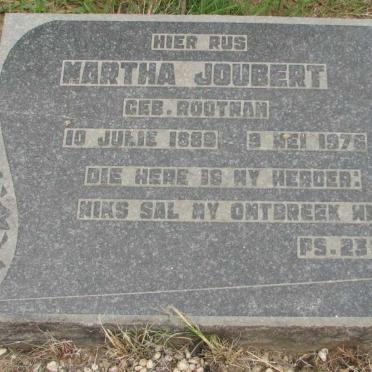 HIER RUS
MARTHA JOUBERT
GEB. ROOTMAN
10 JULIE 1889 9 MEI 1976
DIE HERE IS MY HERDER:
NIKS SAL MY ONTBREEK
PS. 23